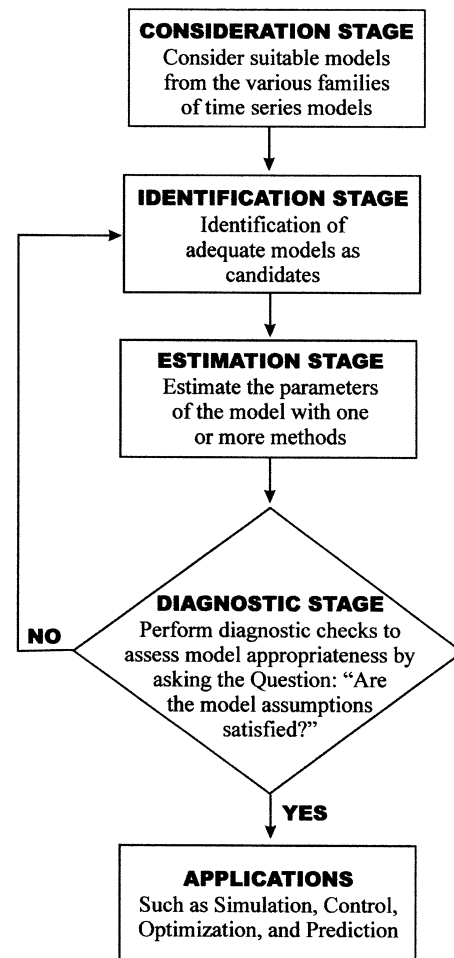 CONSIDERATION STAGE
Consider suitable models
from the various families
of time series models
IDENTIFICATION STAGE
Identification of
adequate models as
candidates
ESTIMATION STAGE
Estimate the parameters
of the model with one
or more methods
DIAGNOSTIC STAGE
Perform diagnostic checks to
assess model appropriateness by
asking the Question: “Are
the model assumptions
satisfied?”
NO
YES
APPLICATIONS
Such as Simulation, Control,
Optimization, and Prediction